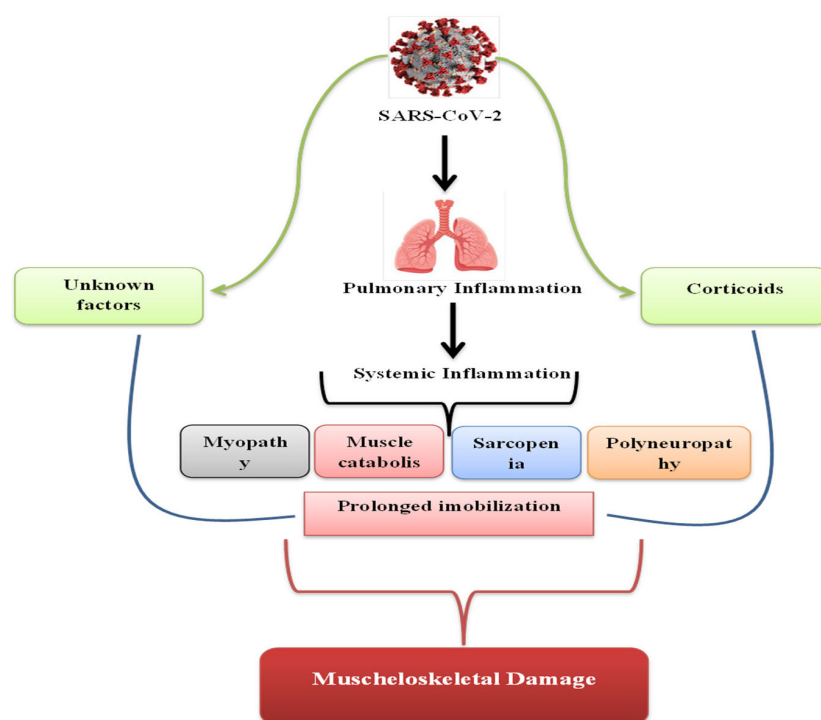 SARS-CoV-2
Pulmonary Inflammation
Unknown
factors
Corticoids
Systemic Inflammation
Myopath
y
Muscle
catabolis
Sarcopen
ia
Polyneuropat
hy
Prolonged imobilization
Muscheloskeletal Damage